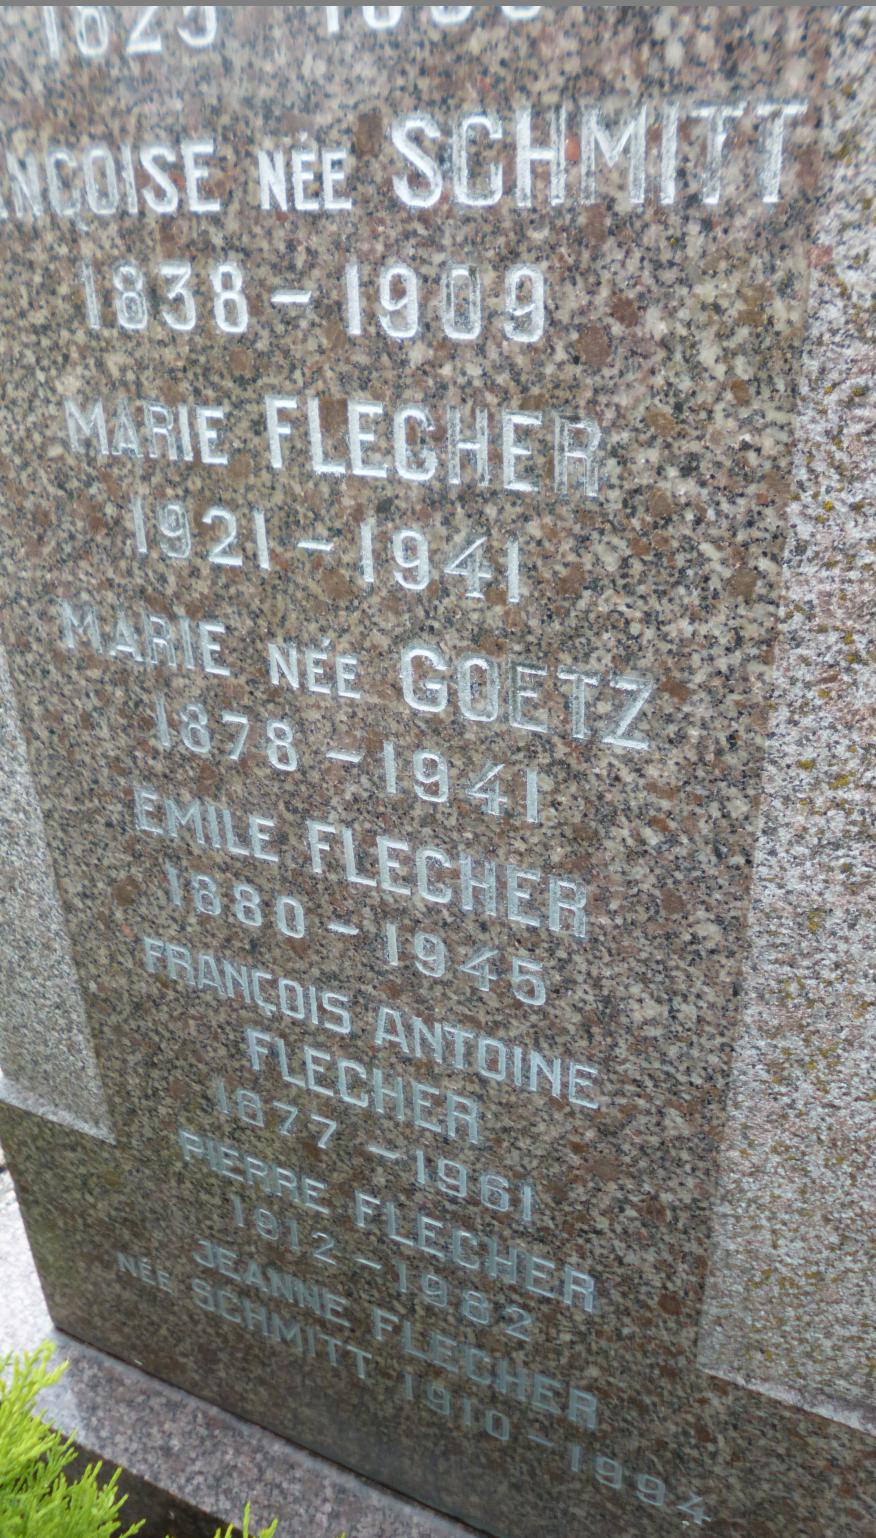 1825
NÉE SCHMITT
1838 - 1909
MARIE FLECHER
1921 - 1941
MARIE NÉE GOETZ
1878 - 1941
EMILE FLECHER
1880 - 1945
FRANÇOIS ANTOINE
FLECHER
1877 - 1961
PIERRE FLECHER
1912 - 1982
JEANNE FLECHER
NÉE SCHMITT 1910 - 1994